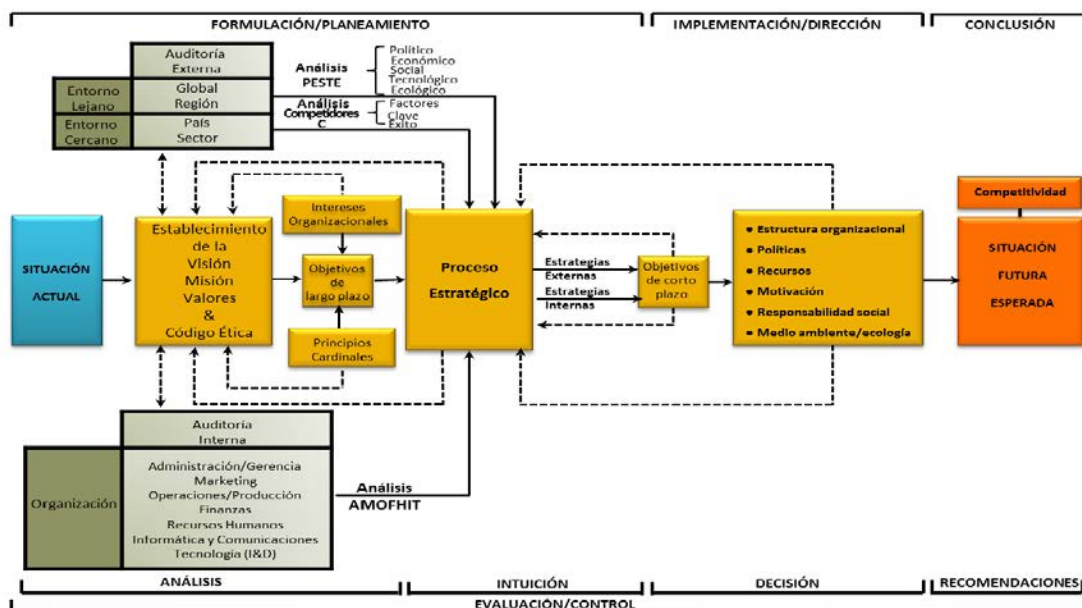 FORMULACIÓN/PLANEAMIENTO
IMPLEMENTACIÓN/DIRECCIÓN
CONCLUSIÓN
Auditoría
Externa
Entorno
Lejano
Global
Región
Entorno
Cercano
País
Sector
Análisis
PESTE
Político
Económico
Social
Tecnológico
Ecológico
Análisis
Competidores
C
Factores
Clave
Éxito
SITUACIÓN
ACTUAL
Establecimiento
de la
Visión
Misión
Valores
&
Código Ética
Intereses
Organizacionales
Objetivos
de
largo plazo
Principios
Cardinales
Proceso
Estratégico
Estrategias
Externas
Estrategias
Internas
Objetivos
de corto
plazo
• Estructura organizacional
• Políticas
• Recursos
• Motivación
• Responsabilidad social
• Medio ambiente/ecología
Competitividad
SITUACIÓN
FUTURA
ESPERADA
Auditoría
Interna
Organización
Administración/Gerencia
Marketing
Operaciones/Producción
Finanzas
Recursos Humanos
Informática y Comunicaciones
Tecnología (I&D)
Análisis
AMOFHIT
ANÁLISIS
INTUICIÓN
DECISIÓN
RECOMENDACIONES
EVALUACIÓN/CONTROL